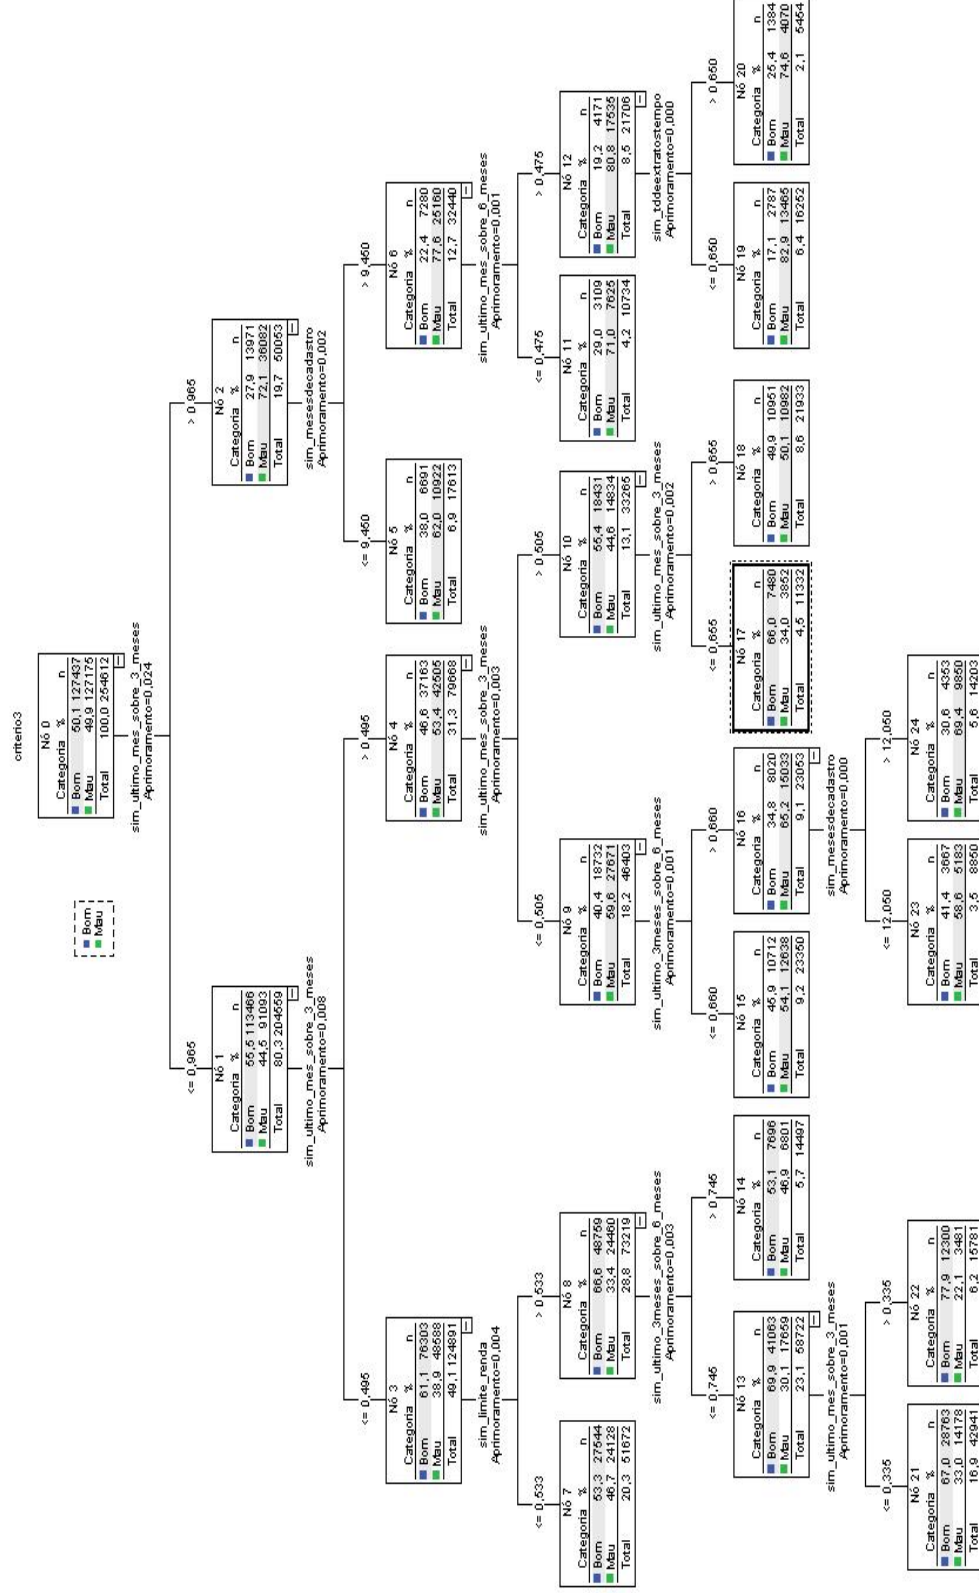 criterio3
Nó 0
Categoria % n
Bom 50,1 127437
Mau 49,9 127175
Total 100,0 254612
sim_ultimo_mes_sobre_3_meses
Aprimoramento=0,024
Bom
Mau
<= 0,965
> 0,965
Nó 1
Categoria % n
Bom 55,5 113466
Mau 44,5 91093
Total 80,3 204559
sim_ultimo_mes_sobre_3_meses
Aprimoramento=0,008
Nó 2
Categoria % n
Bom 27,9 13971
Mau 72,1 36082
Total 19,7 50053
sim_mesesdecadastro
Aprimoramento=0,002
<= 0,495
> 0,495
<= 9,450
> 9,450
Nó 3
Categoria % n
Bom 61,1 76303
Mau 38,9 48588
Total 49,1 124891
sim_limite_renda
Aprimoramento=0,004
Nó 4
Categoria % n
Bom 46,6 37163
Mau 53,4 42505
Total 31,3 79668
sim_ultimo_mes_sobre_3_meses
Aprimoramento=0,003
Nó 5
Categoria % n
Bom 38,0 6691
Mau 62,0 10922
Total 6,9 17613
Nó 6
Categoria % n
Bom 22,4 7280
Mau 77,6 25160
Total 12,7 32440
sim_ultimo_mes_sobre_6_meses
Aprimoramento=0,001
<= 0,533
> 0,533
<= 0,505
> 0,505
<= 0,475
> 0,475
Nó 7
Categoria % n
Bom 53,3 27544
Mau 46,7 24128
Total 20,3 51672
Nó 8
Categoria % n
Bom 66,6 48759
Mau 33,4 24460
Total 28,8 73219
sim_ultimo_3meses_sobre_6_meses
Aprimoramento=0,003
Nó 9
Categoria % n
Bom 40,4 18732
Mau 59,6 27671
Total 18,2 46403
sim_ultimo_3meses_sobre_6_meses
Aprimoramento=0,001
Nó 10
Categoria % n
Bom 55,4 18431
Mau 44,6 14834
Total 13,1 33265
sim_ultimo_mes_sobre_3_meses
Aprimoramento=0,002
Nó 11
Categoria % n
Bom 29,0 3109
Mau 71,0 7625
Total 4,2 10734
Nó 12
Categoria % n
Bom 19,2 4171
Mau 80,8 17535
Total 8,5 21706
sim_tddeextratostempo
Aprimoramento=0,000
<= 0,745
> 0,745
<= 0,660
> 0,660
<= 0,655
> 0,655
<= 0,650
> 0,650
Nó 13
Categoria % n
Bom 69,9 41063
Mau 30,1 17659
Total 23,1 58722
sim_ultimo_mes_sobre_3_meses
Aprimoramento=0,001
Nó 14
Categoria % n
Bom 53,1 7696
Mau 46,9 6801
Total 5,7 14497
Nó 15
Categoria % n
Bom 45,9 10712
Mau 54,1 12638
Total 9,2 23350
Nó 16
Categoria % n
Bom 34,8 8020
Mau 65,2 15033
Total 9,1 23053
sim_mesesdecadastro
Aprimoramento=0,000
Nó 17
Categoria % n
Bom 66,0 7480
Mau 34,0 3852
Total 4,5 11332
Nó 18
Categoria % n
Bom 49,9 10951
Mau 50,1 10982
Total 8,6 21933
Nó 19
Categoria % n
Bom 17,1 2787
Mau 82,9 13465
Total 6,4 16252
Nó 20
Categoria % n
Bom 25,4 1384
Mau 74,6 4070
Total 2,1 5454
<= 0,335
> 0,335
<= 12,050
> 12,050
Nó 21
Categoria % n
Bom 67,0 28763
Mau 33,0 14178
Total 16,9 42941
Nó 22
Categoria % n
Bom 77,9 12300
Mau 22,1 3481
Total 6,2 15781
Nó 23
Categoria % n
Bom 41,4 3667
Mau 58,6 5183
Total 3,5 8850
Nó 24
Categoria % n
Bom 30,6 4353
Mau 69,4 9850
Total 5,6 14203